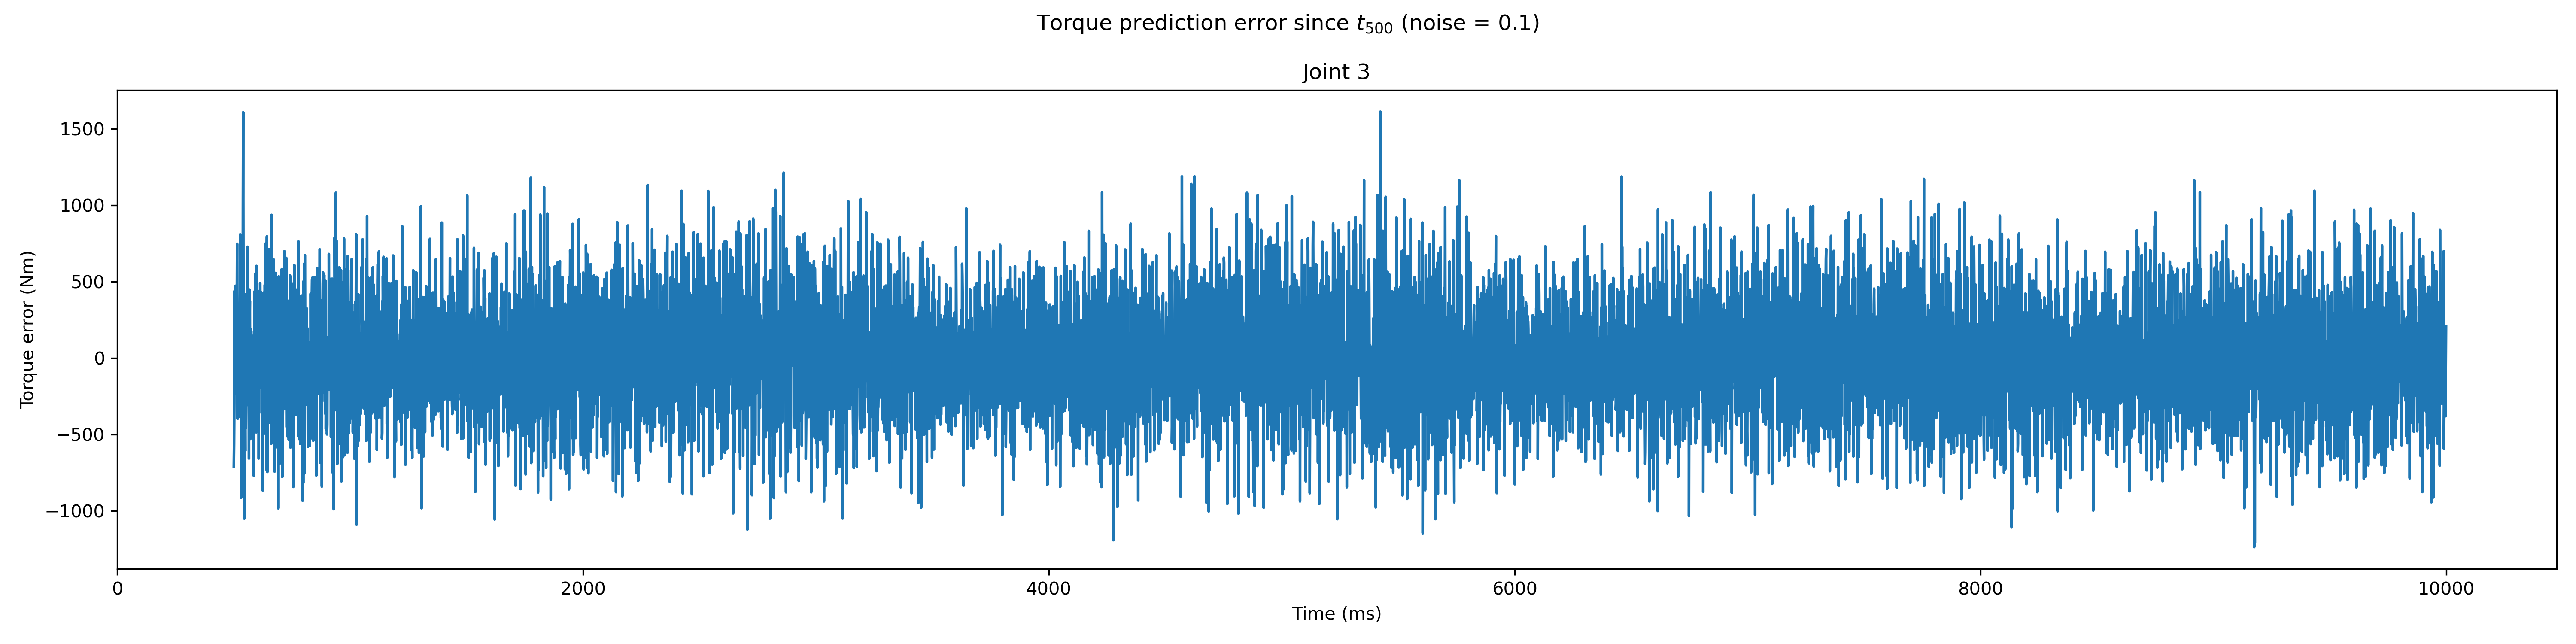 Torque prediction error since t₅₀₀ (noise = 0.1)
Joint 3
Torque error (Nm)
1500
1000
500
0
−500
−1000
0 2000 4000 6000 8000 10000
Time (ms)